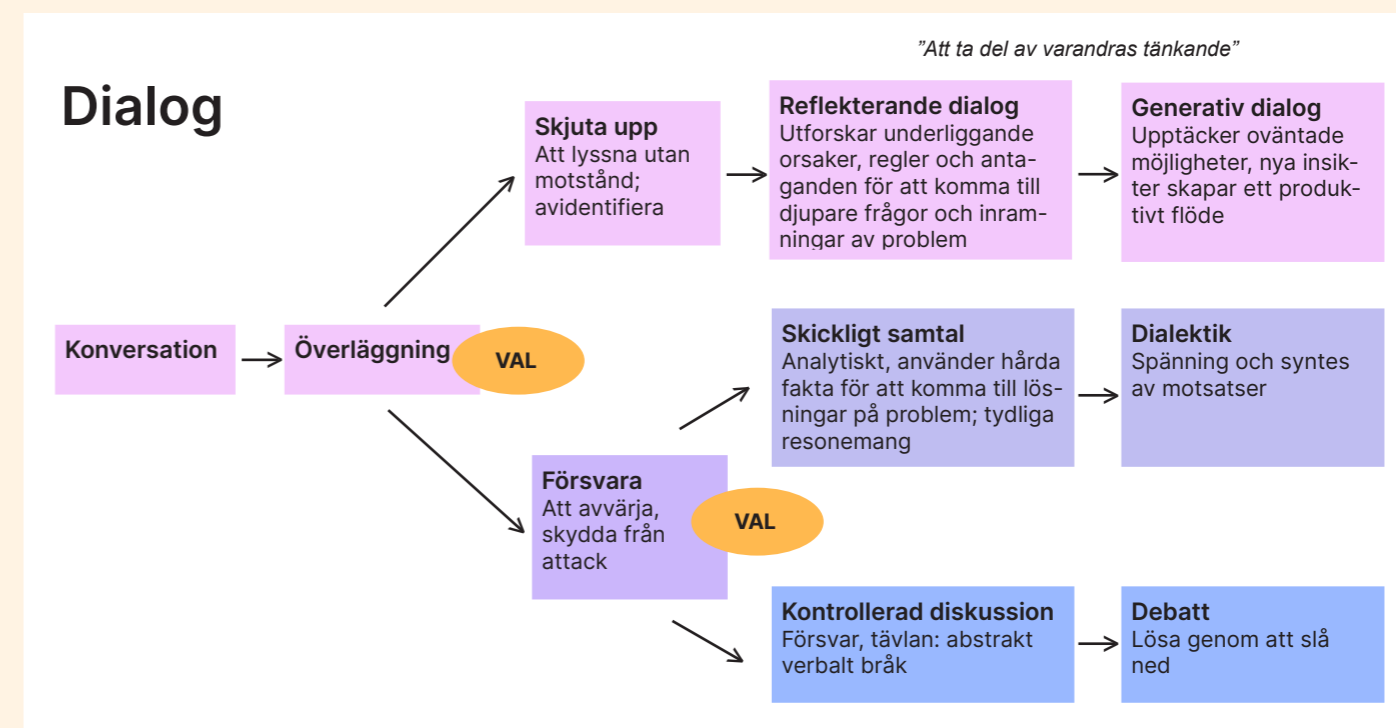 ”Att ta del av varandras tänkande”
Dialog
Skjuta upp
Att lyssna utan
motstånd;
avidentifiera
Reflekterande dialog
Utforskar underliggande
orsaker, regler och anta-
ganden för att komma till
djupare frågor och inram-
ningar av problem
Generativ dialog
Upptäcker oväntade
möjligheter, nya insik-
ter skapar ett produk-
tivt flöde
Konversation
Överläggning
VAL
Försvara
Att avvärja,
skydda från
attack
VAL
Skickligt samtal
Analytiskt, använder hårda
fakta för att komma till lös-
ningar på problem; tydliga
resonemang
Dialektik
Spänning och syntes
av motsatser
Kontrollerad diskussion
Försvar, tävlan: abstrakt
verbalt bråk
Debatt
Lösa genom att slå
ned